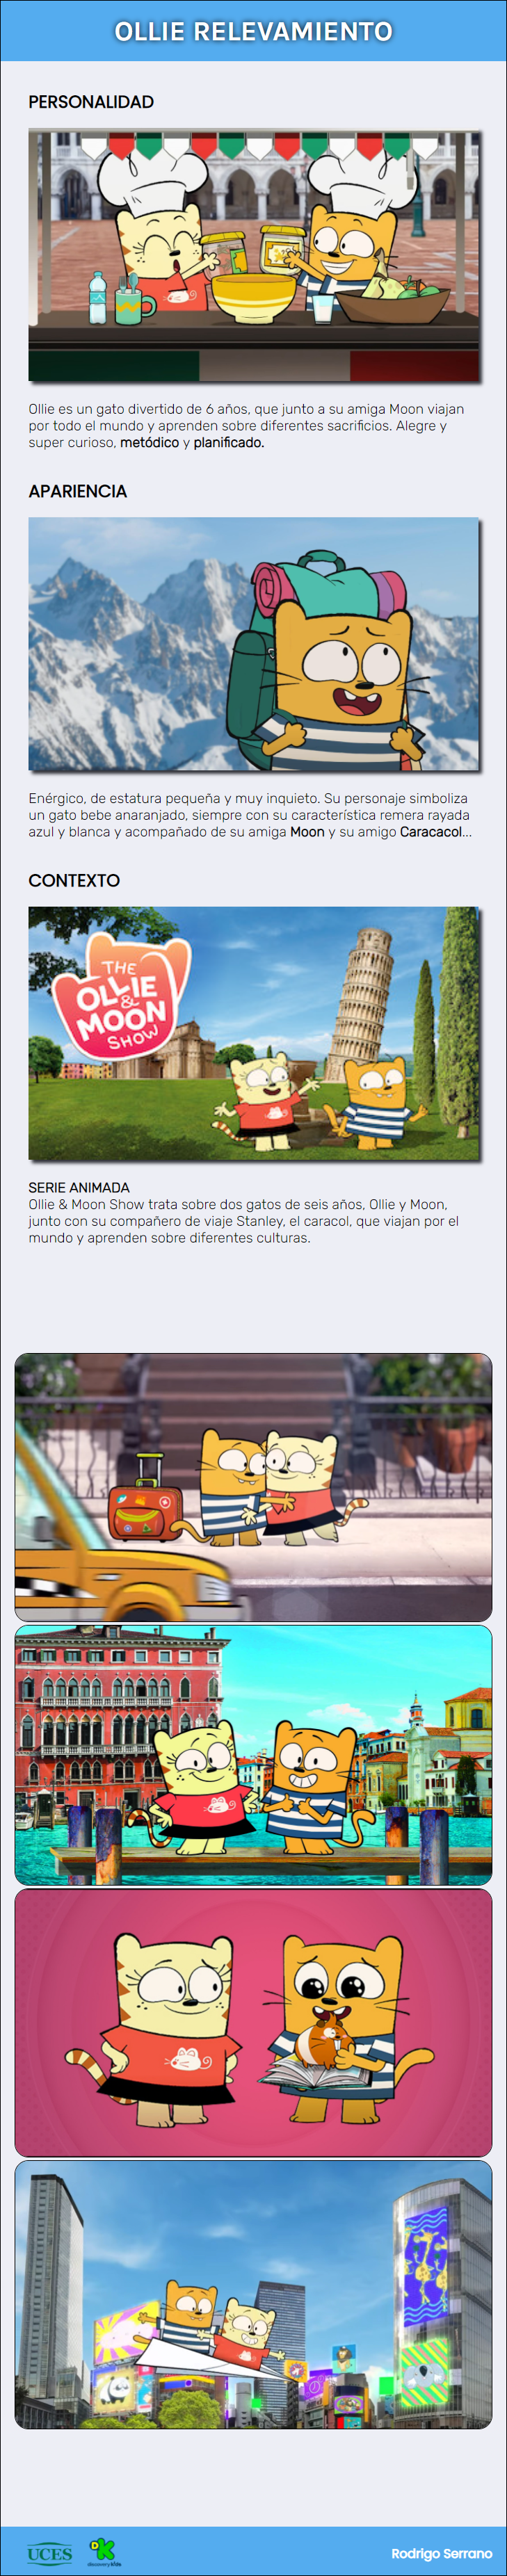 OLLIE RELEVAMIENTO
PERSONALIDAD
Ollie es un gato divertido de 6 años, que junto a su amiga Moon viajan
por todo el mundo y aprenden sobre diferentes sacrificios. Alegre y
super curioso, metódico y planificado.
APARIENCIA
Enérgico, de estatura pequeña y muy inquieto. Su personaje simboliza
un gato bebe anaranjado, siempre con su característica remera rayada
azul y blanca y acompañado de su amiga Moon y su amigo Caracacol...
CONTEXTO
THE
OLLIE
&
MOON
SHOW
SERIE ANIMADA
Ollie & Moon Show trata sobre dos gatos de seis años, Ollie y Moon,
junto con su compañero de viaje Stanley, el caracol, que viajan por el
mundo y aprenden sobre diferentes culturas.
UCES
DK
discovery kids
Rodrigo Serrano